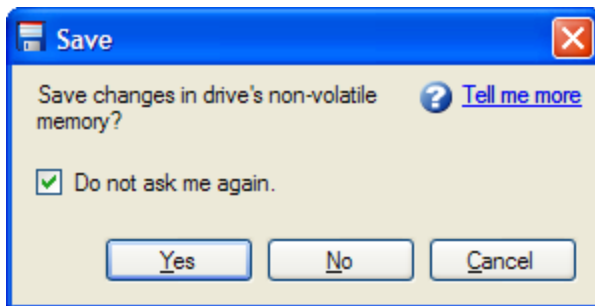 Save
Save changes in drive's non-volatile
memory?
Tell me more
Do not ask me again.
Yes
No
Cancel